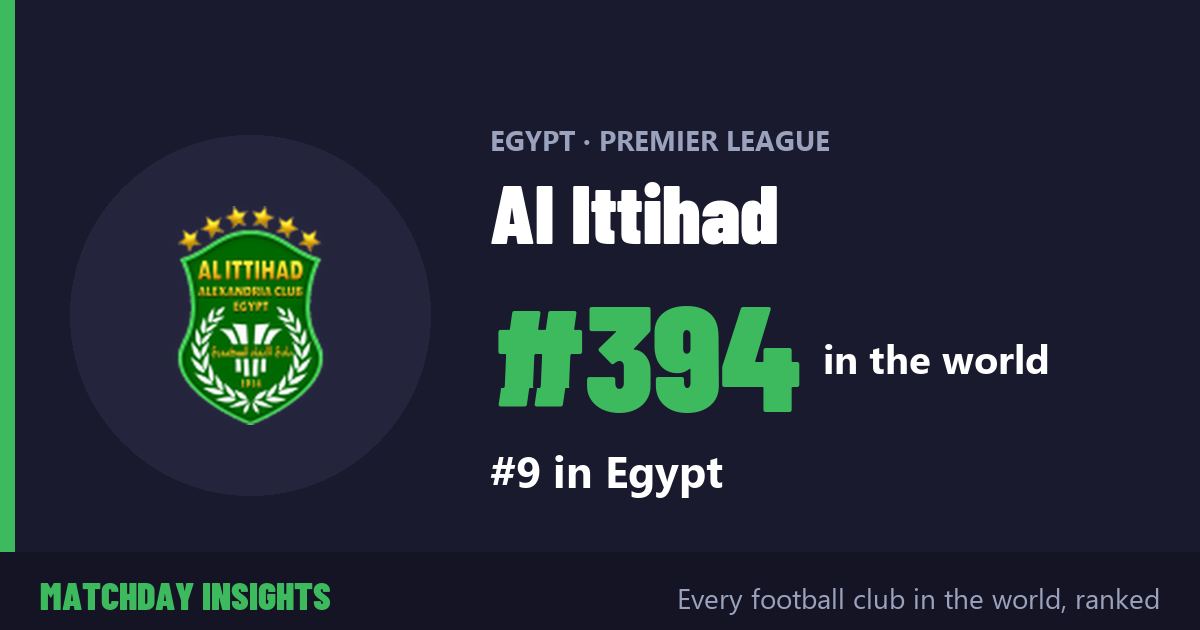 AL ITTIHAD
ALEXANDRIA CLUB
EGYPT
1914
EGYPT · PREMIER LEAGUE
Al Ittihad
#394 in the world
#9 in Egypt
MATCHDAY INSIGHTS
Every football club in the world, ranked